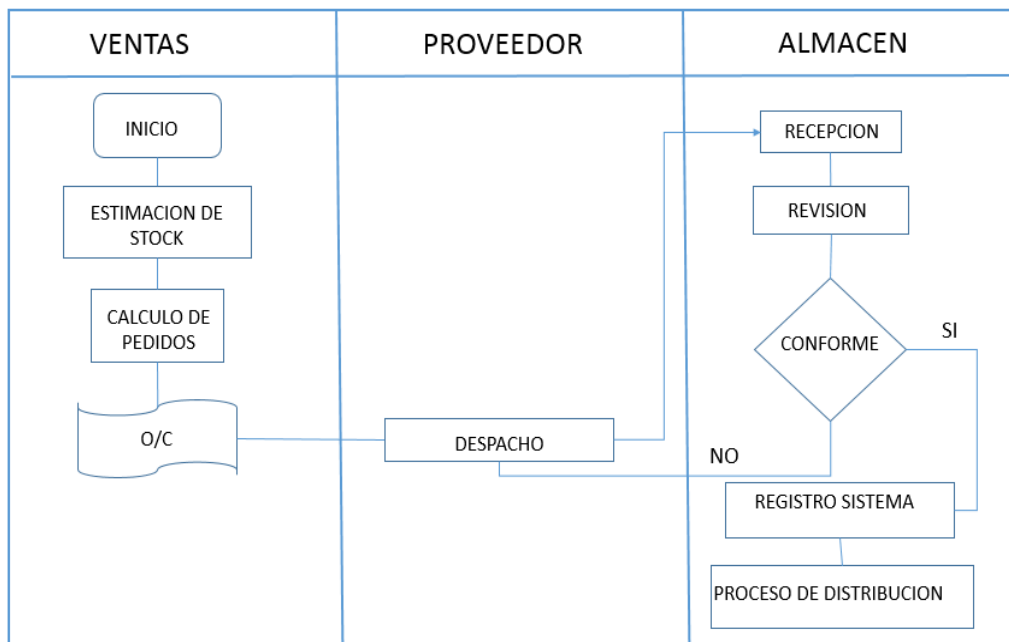 VENTAS
PROVEEDOR
ALMACEN
INICIO
ESTIMACION DE
STOCK
CALCULO DE
PEDIDOS
O/C
DESPACHO
RECEPCION
REVISION
CONFORME
SI
NO
REGISTRO SISTEMA
PROCESO DE DISTRIBUCION